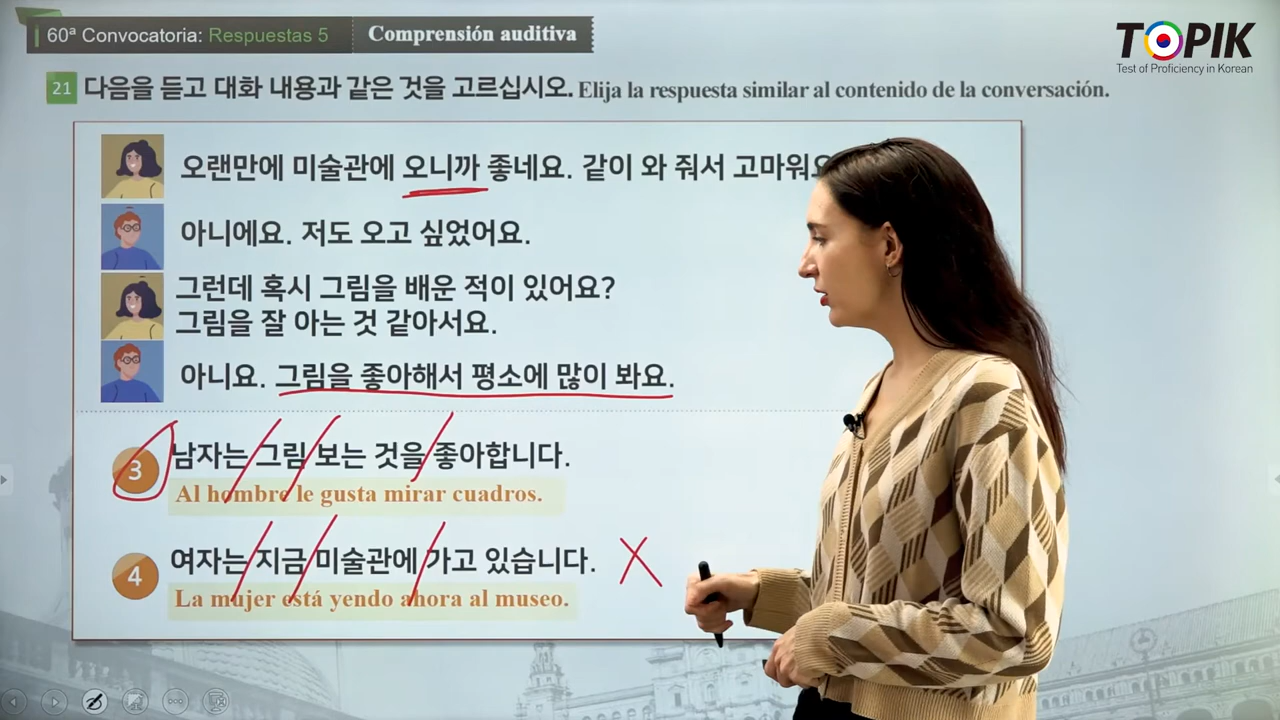 60ª Convocatoria: Respuestas 5 Comprensión auditiva
TOPIK
Test of Proficiency in Korean
21 다음을 듣고 대화 내용과 같은 것을 고르십시오. Elija la respuesta similar al contenido de la conversación.
오랜만에 미술관에 오니까 좋네요. 같이 와 줘서 고마워요
아니에요. 저도 오고 싶었어요.
그런데 혹시 그림을 배운 적이 있어요?
그림을 잘 아는 것 같아서요.
아니요. 그림을 좋아해서 평소에 많이 봐요.
3 남자는 그림 보는 것을 좋아합니다.
Al hombre le gusta mirar cuadros.
4 여자는 지금 미술관에 가고 있습니다. X
La mujer está yendo ahora al museo.